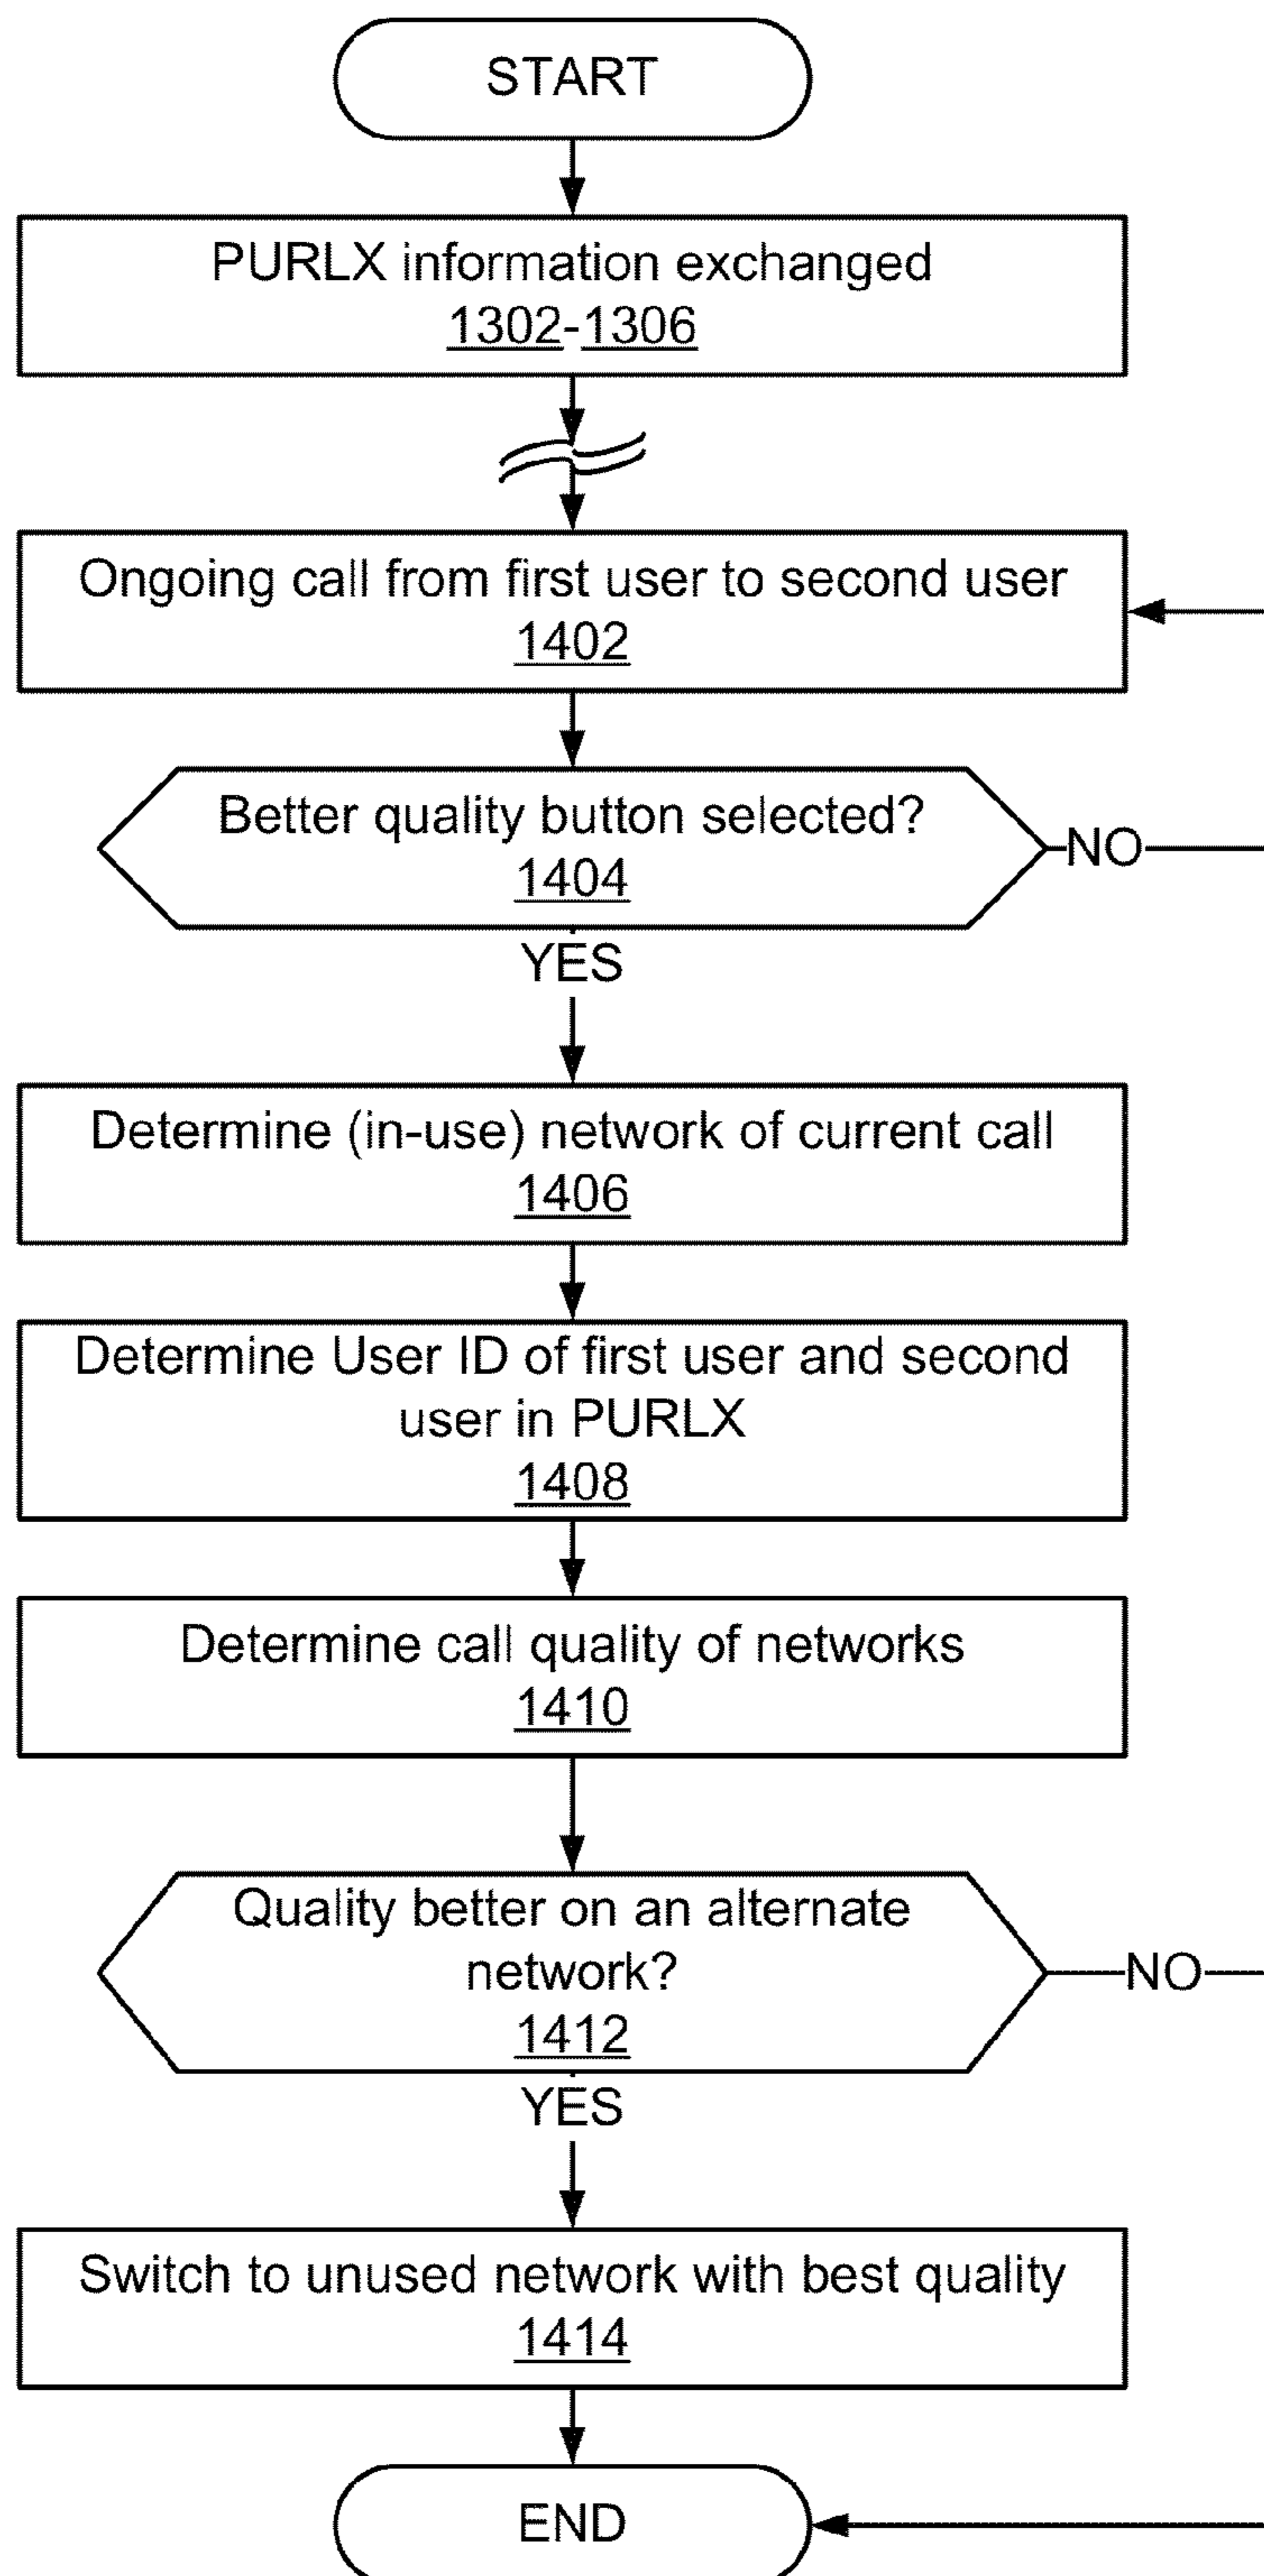 START
PURLX information exchanged
1302-1306
Ongoing call from first user to second user
1402
Better quality button selected?
1404
NO
YES
Determine (in-use) network of current call
1406
Determine User ID of first user and second
user in PURLX
1408
Determine call quality of networks
1410
Quality better on an alternate
network?
1412
NO
YES
Switch to unused network with best quality
1414
END